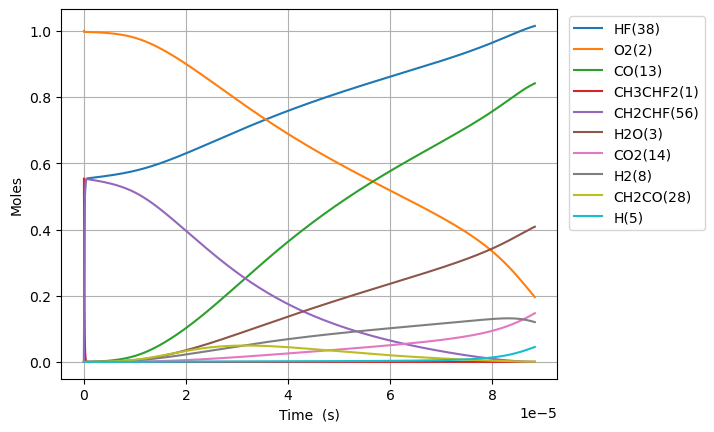 1.0
0.8
0.6
0.4
0.2
0.0
Moles
0
2
4
6
8
1e-5
Time  (s)
HF(38)
O2(2)
CO(13)
CH3CHF2(1)
CH2CHF(56)
H2O(3)
CO2(14)
H2(8)
CH2CO(28)
H(5)